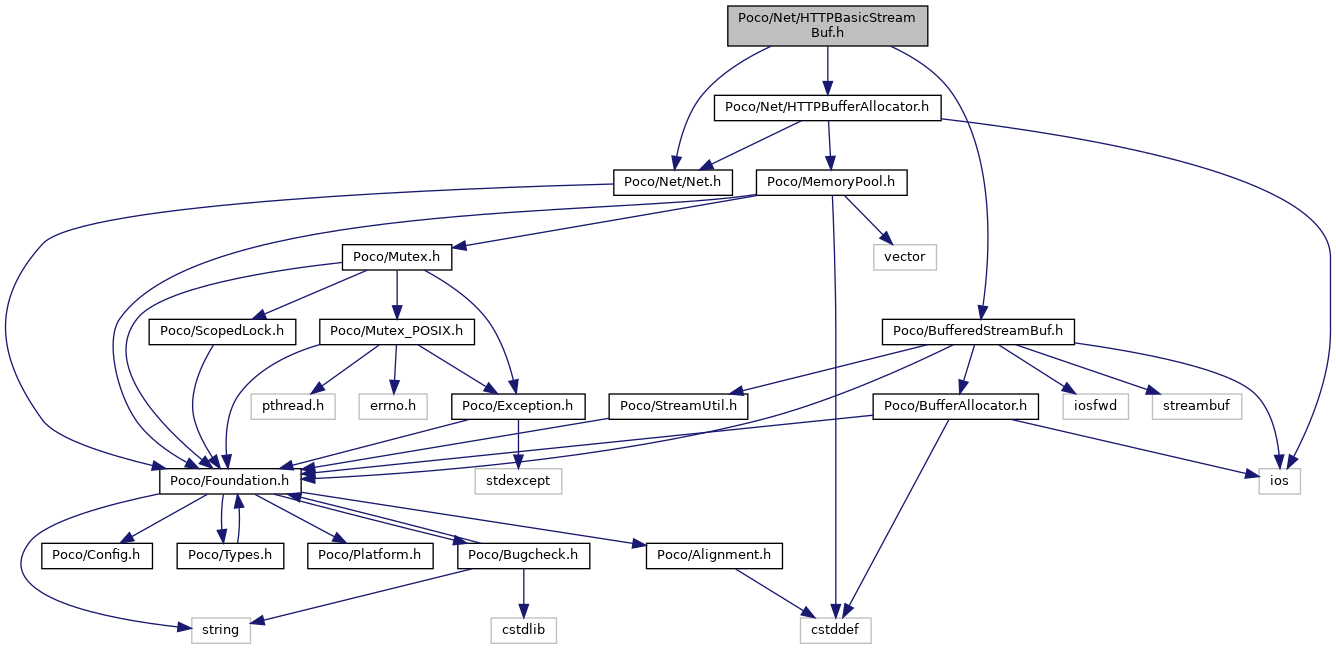 Poco/Net/HTTPBasicStream
Buf.h
Poco/Net/HTTPBufferAllocator.h
Poco/Net/Net.h
Poco/MemoryPool.h
Poco/Mutex.h
vector
Poco/ScopedLock.h
Poco/Mutex_POSIX.h
Poco/BufferedStreamBuf.h
pthread.h
errno.h
Poco/Exception.h
Poco/StreamUtil.h
Poco/BufferAllocator.h
iosfwd
streambuf
Poco/Foundation.h
stdexcept
ios
Poco/Config.h
Poco/Types.h
Poco/Platform.h
Poco/Bugcheck.h
Poco/Alignment.h
string
cstdlib
cstddef